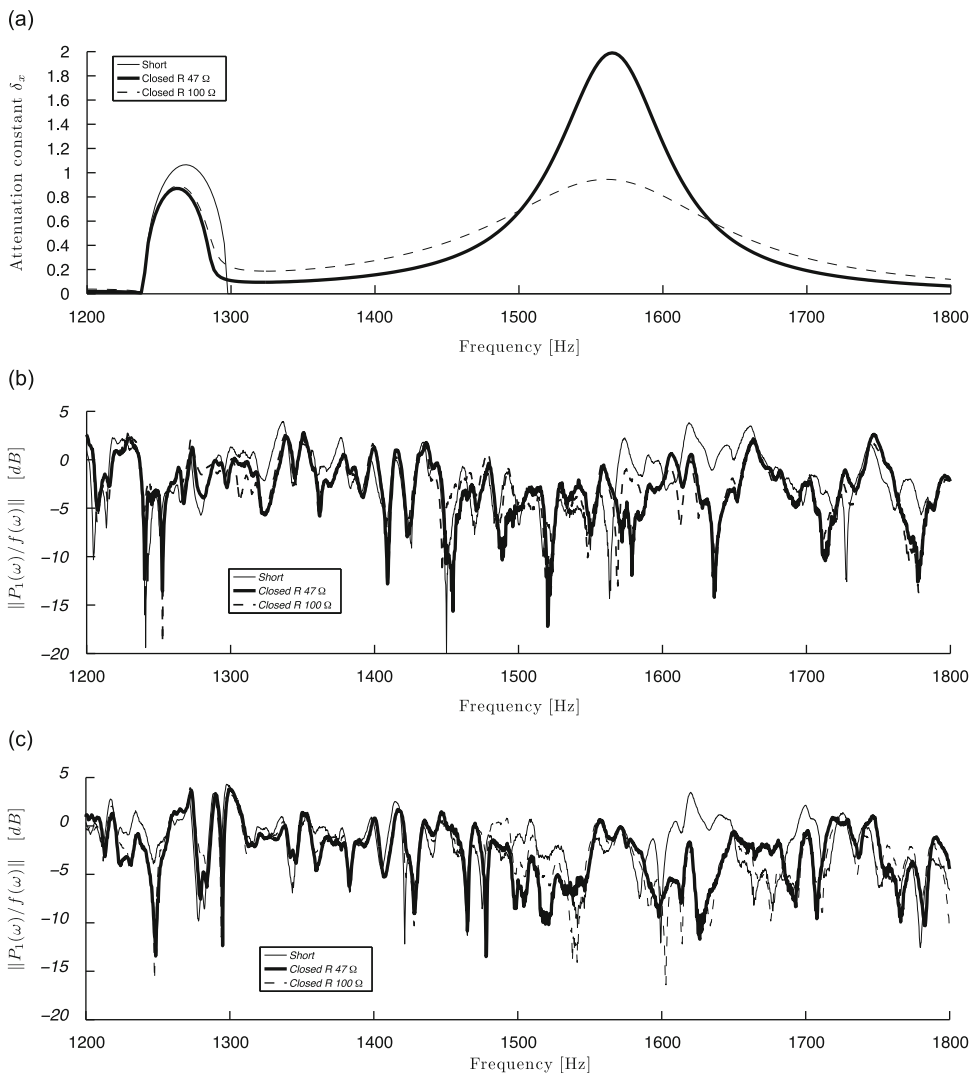 (a)
Attenuation constant δₓ
2
1.8
1.6
1.4
1.2
1
0.8
0.6
0.4
0.2
0
Short
Closed R 47 Ω
Closed R 100 Ω
1200 1300 1400 1500 1600 1700 1800
Frequency [Hz]
(b)
||P₁(ω)/f(ω)|| [dB]
5
0
−5
−10
−15
−20
Short
Closed R 47 Ω
Closed R 100 Ω
1200 1300 1400 1500 1600 1700 1800
Frequency [Hz]
(c)
||P₁(ω)/f(ω)|| [dB]
5
0
−5
−10
−15
−20
Short
Closed R 47 Ω
Closed R 100 Ω
1200 1300 1400 1500 1600 1700 1800
Frequency [Hz]